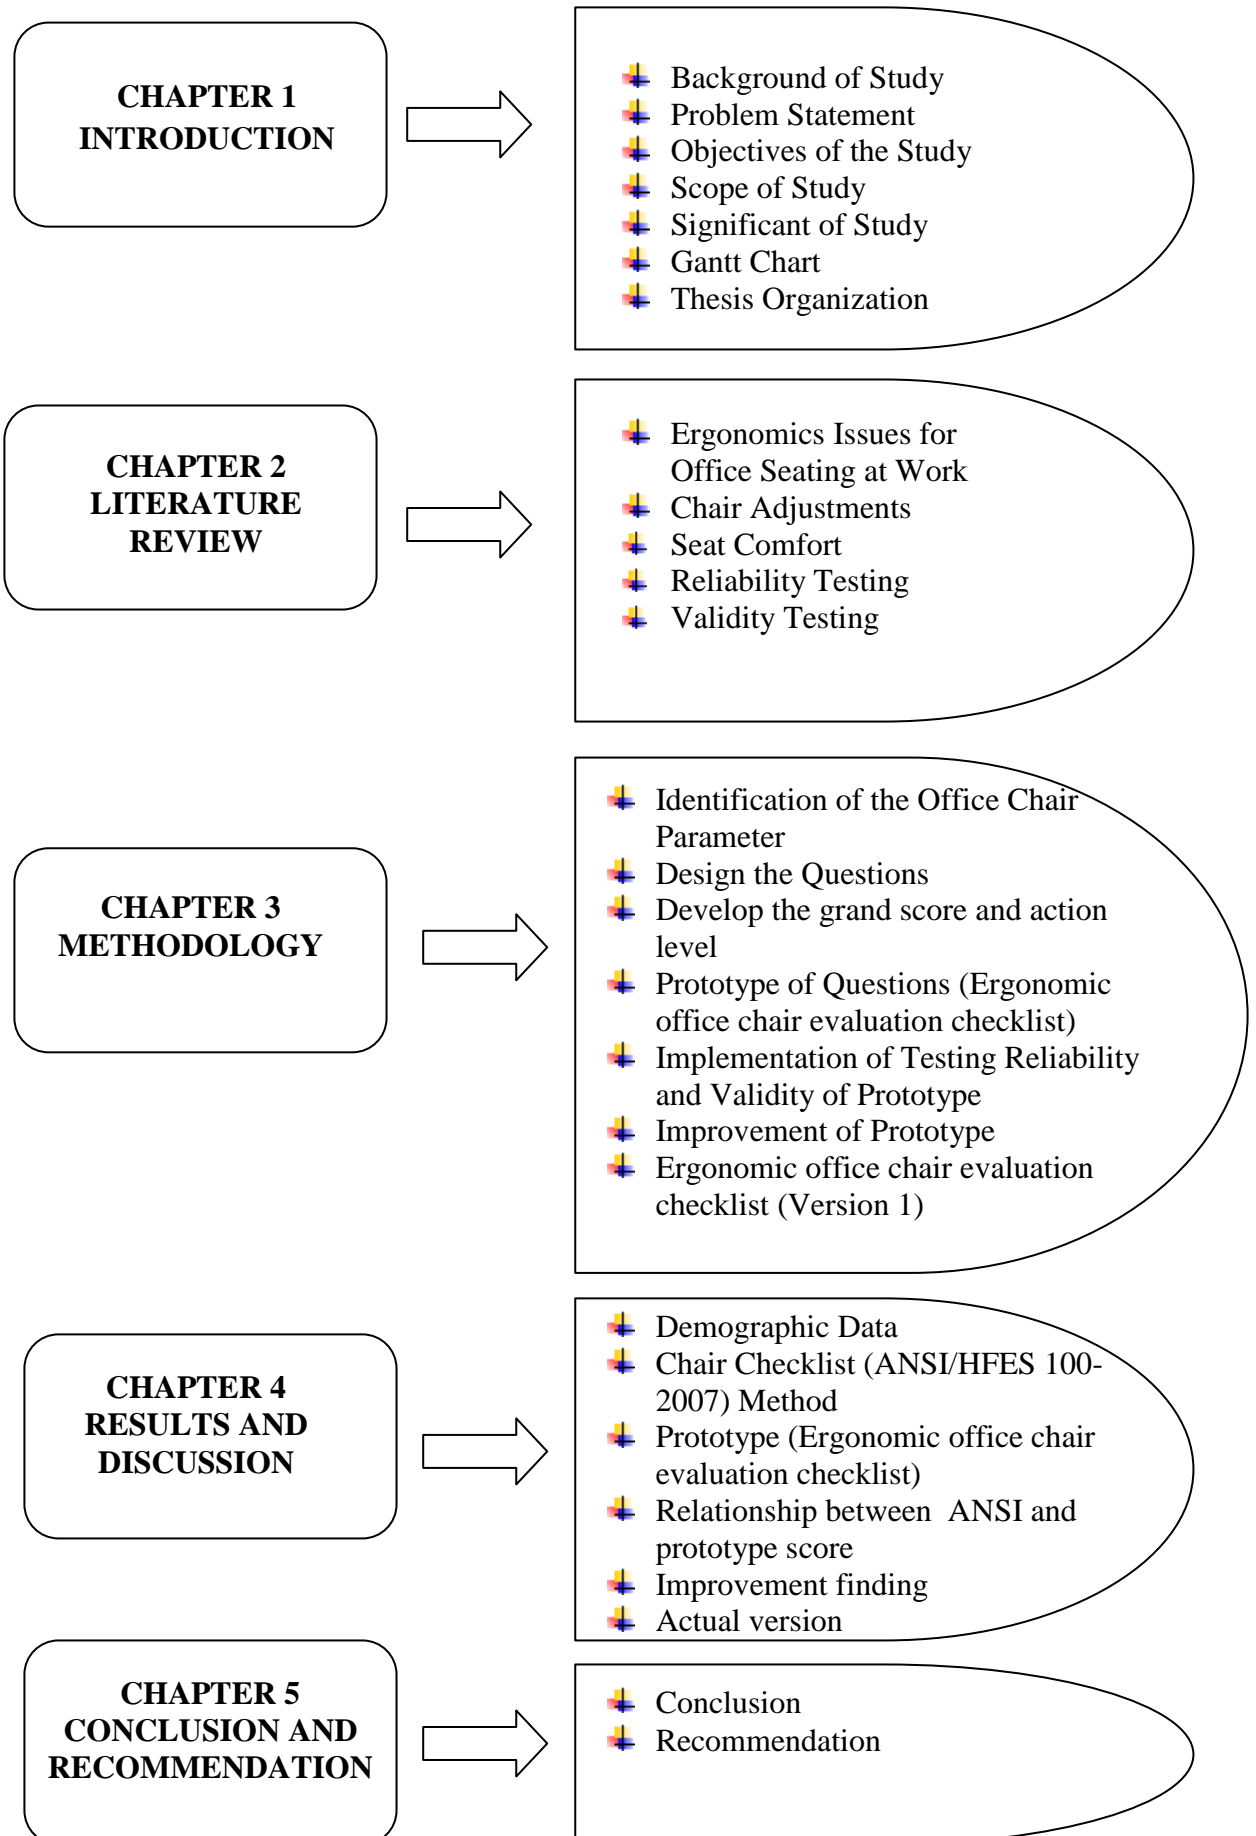 CHAPTER 1
INTRODUCTION
Background of Study
Problem Statement
Objectives of the Study
Scope of Study
Significant of Study
Gantt Chart
Thesis Organization
CHAPTER 2
LITERATURE
REVIEW
Ergonomics Issues for
Office Seating at Work
Chair Adjustments
Seat Comfort
Reliability Testing
Validity Testing
CHAPTER 3
METHODOLOGY
Identification of the Office Chair
Parameter
Design the Questions
Develop the grand score and action
level
Prototype of Questions (Ergonomic
office chair evaluation checklist)
Implementation of Testing Reliability
and Validity of Prototype
Improvement of Prototype
Ergonomic office chair evaluation
checklist (Version 1)
CHAPTER 4
RESULTS AND
DISCUSSION
Demographic Data
Chair Checklist (ANSI/HFES 100-
2007) Method
Prototype (Ergonomic office chair
evaluation checklist)
Relationship between ANSI and
prototype score
Improvement finding
Actual version
CHAPTER 5
CONCLUSION AND
RECOMMENDATION
Conclusion
Recommendation